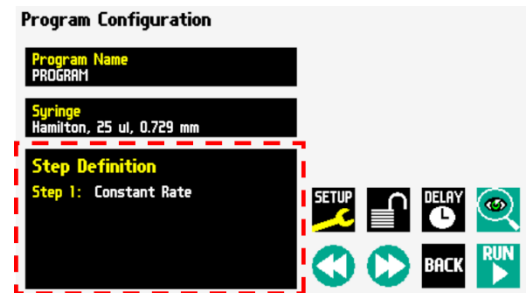 Program Configuration
Program Name
PROGRAM
Syringe
Hamilton, 25 ul, 0.729 mm
Step Definition
Step 1: Constant Rate
SETUP
DELAY
BACK
RUN